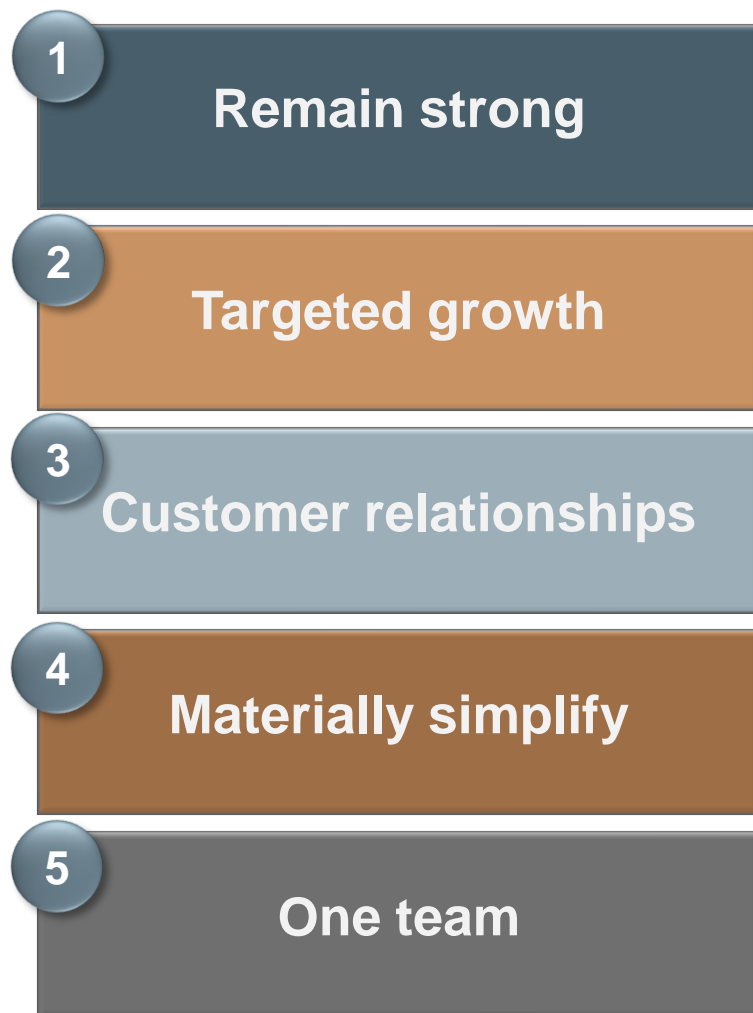 1
Remain strong
2
Targeted growth
3
Customer relationships
4
Materially simplify
5
One team